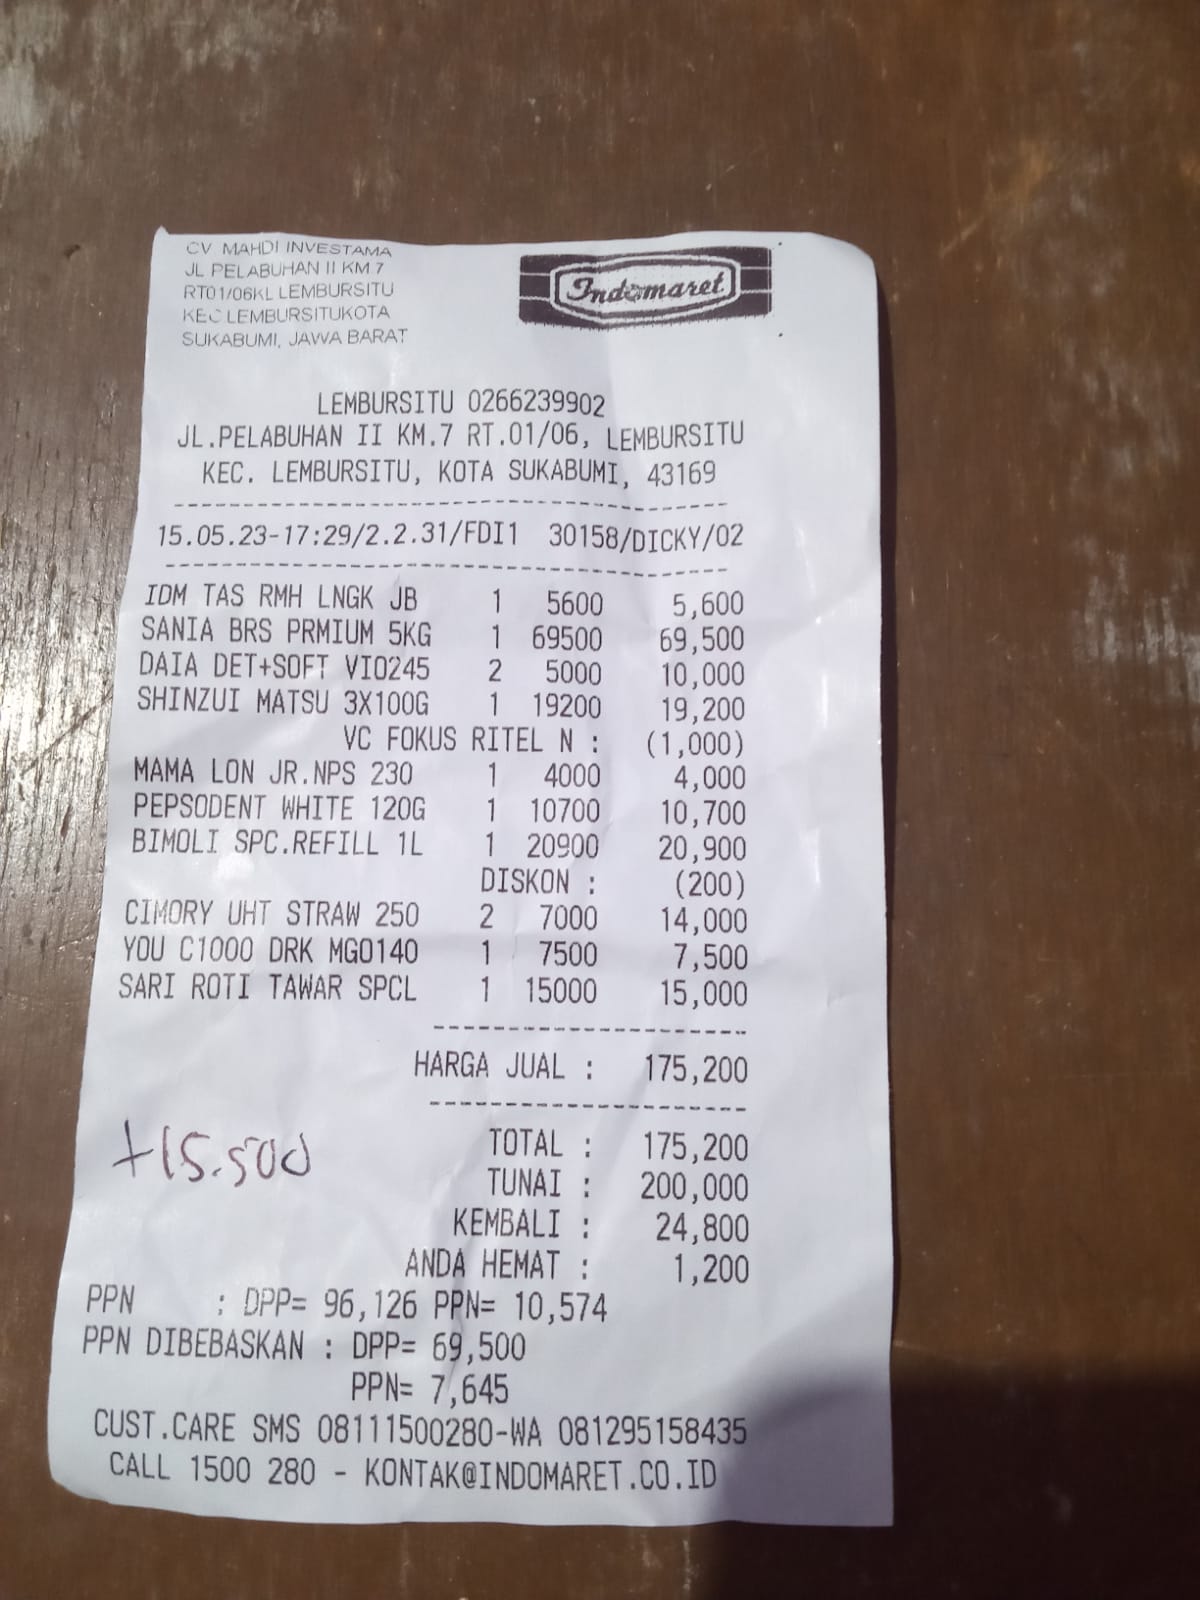 CV MAHDI INVESTAMA
JL PELABUHAN II KM.7
RT01/06KL LEMBURSITU
KEC LEMBURSITUKOTA
SUKABUMI, JAWA BARAT
Indomaret
LEMBURSITU 0266239902
JL.PELABUHAN II KM.7 RT.01/06, LEMBURSITU
KEC. LEMBURSITU, KOTA SUKABUMI, 43169
15.05.23-17:29/2.2.31/FDI1 30158/DICKY/02
IDM TAS RMH LNGK JB 1 5600 5,600
SANIA BRS PRMIUM 5KG 1 69500 69,500
DAIA DET+SOFT VIO245 2 5000 10,000
SHINZUI MATSU 3X100G 1 19200 19,200
VC FOKUS RITEL N : (1,000)
MAMA LON JR.NPS 230 1 4000 4,000
PEPSODENT WHITE 120G 1 10700 10,700
BIMOLI SPC.REFILL 1L 1 20900 20,900
DISKON : (200)
CIMORY UHT STRAW 250 2 7000 14,000
YOU C1000 DRK MGO140 1 7500 7,500
SARI ROTI TAWAR SPCL 1 15000 15,000
HARGA JUAL : 175,200
TOTAL : 175,200
+15.500
TUNAI : 200,000
KEMBALI : 24,800
ANDA HEMAT : 1,200
PPN : DPP= 96,126 PPN= 10,574
PPN DIBEBASKAN : DPP= 69,500
PPN= 7,645
CUST.CARE SMS 08111500280-WA 081295158435
CALL 1500 280 - KONTAK@INDOMARET.CO.ID